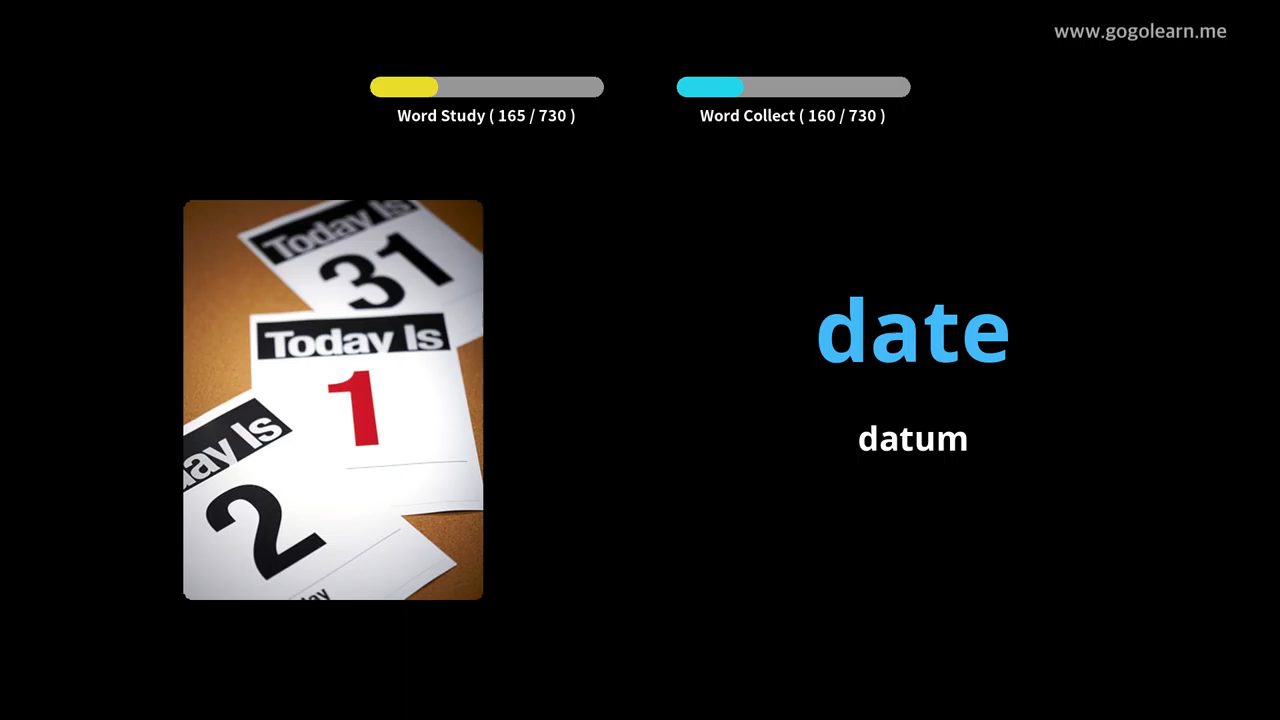 www.gogolearn.me
Word Study ( 165 / 730 )
Word Collect ( 160 / 730 )
Today Is
31
Today Is
1
ay Is
2
date
datum